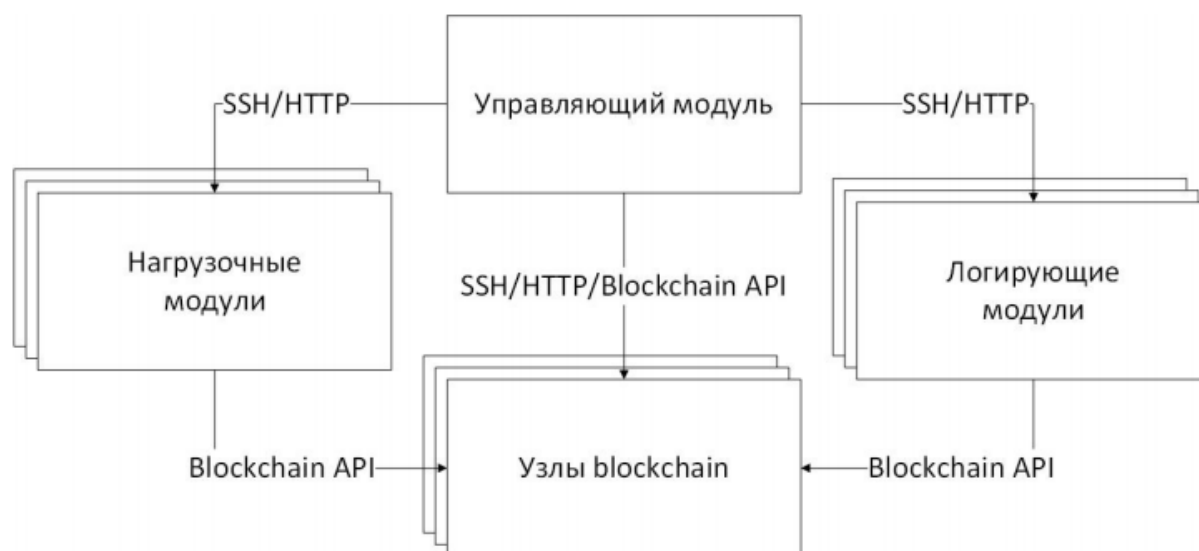 SSH/HTTP
Управляющий модуль
SSH/HTTP
Нагрузочные
модули
SSH/HTTP/Blockchain API
Логирующие
модули
Blockchain API
Узлы blockchain
Blockchain API